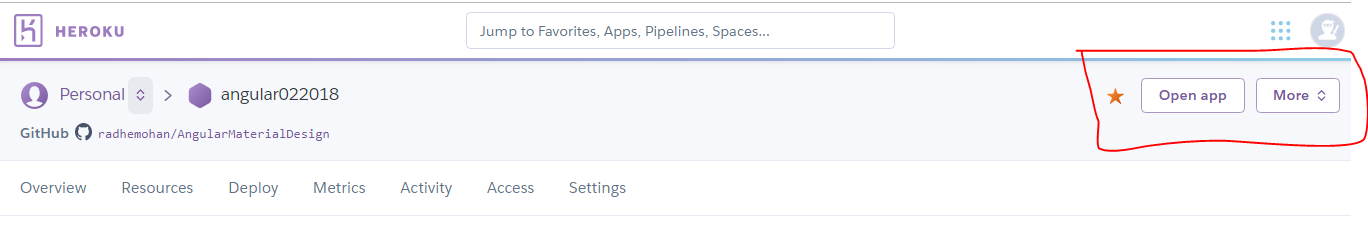 HEROKU
Jump to Favorites, Apps, Pipelines, Spaces...
Personal angular022018
Open app More
GitHub radhemohan/AngularMaterialDesign
Overview Resources Deploy Metrics Activity Access Settings